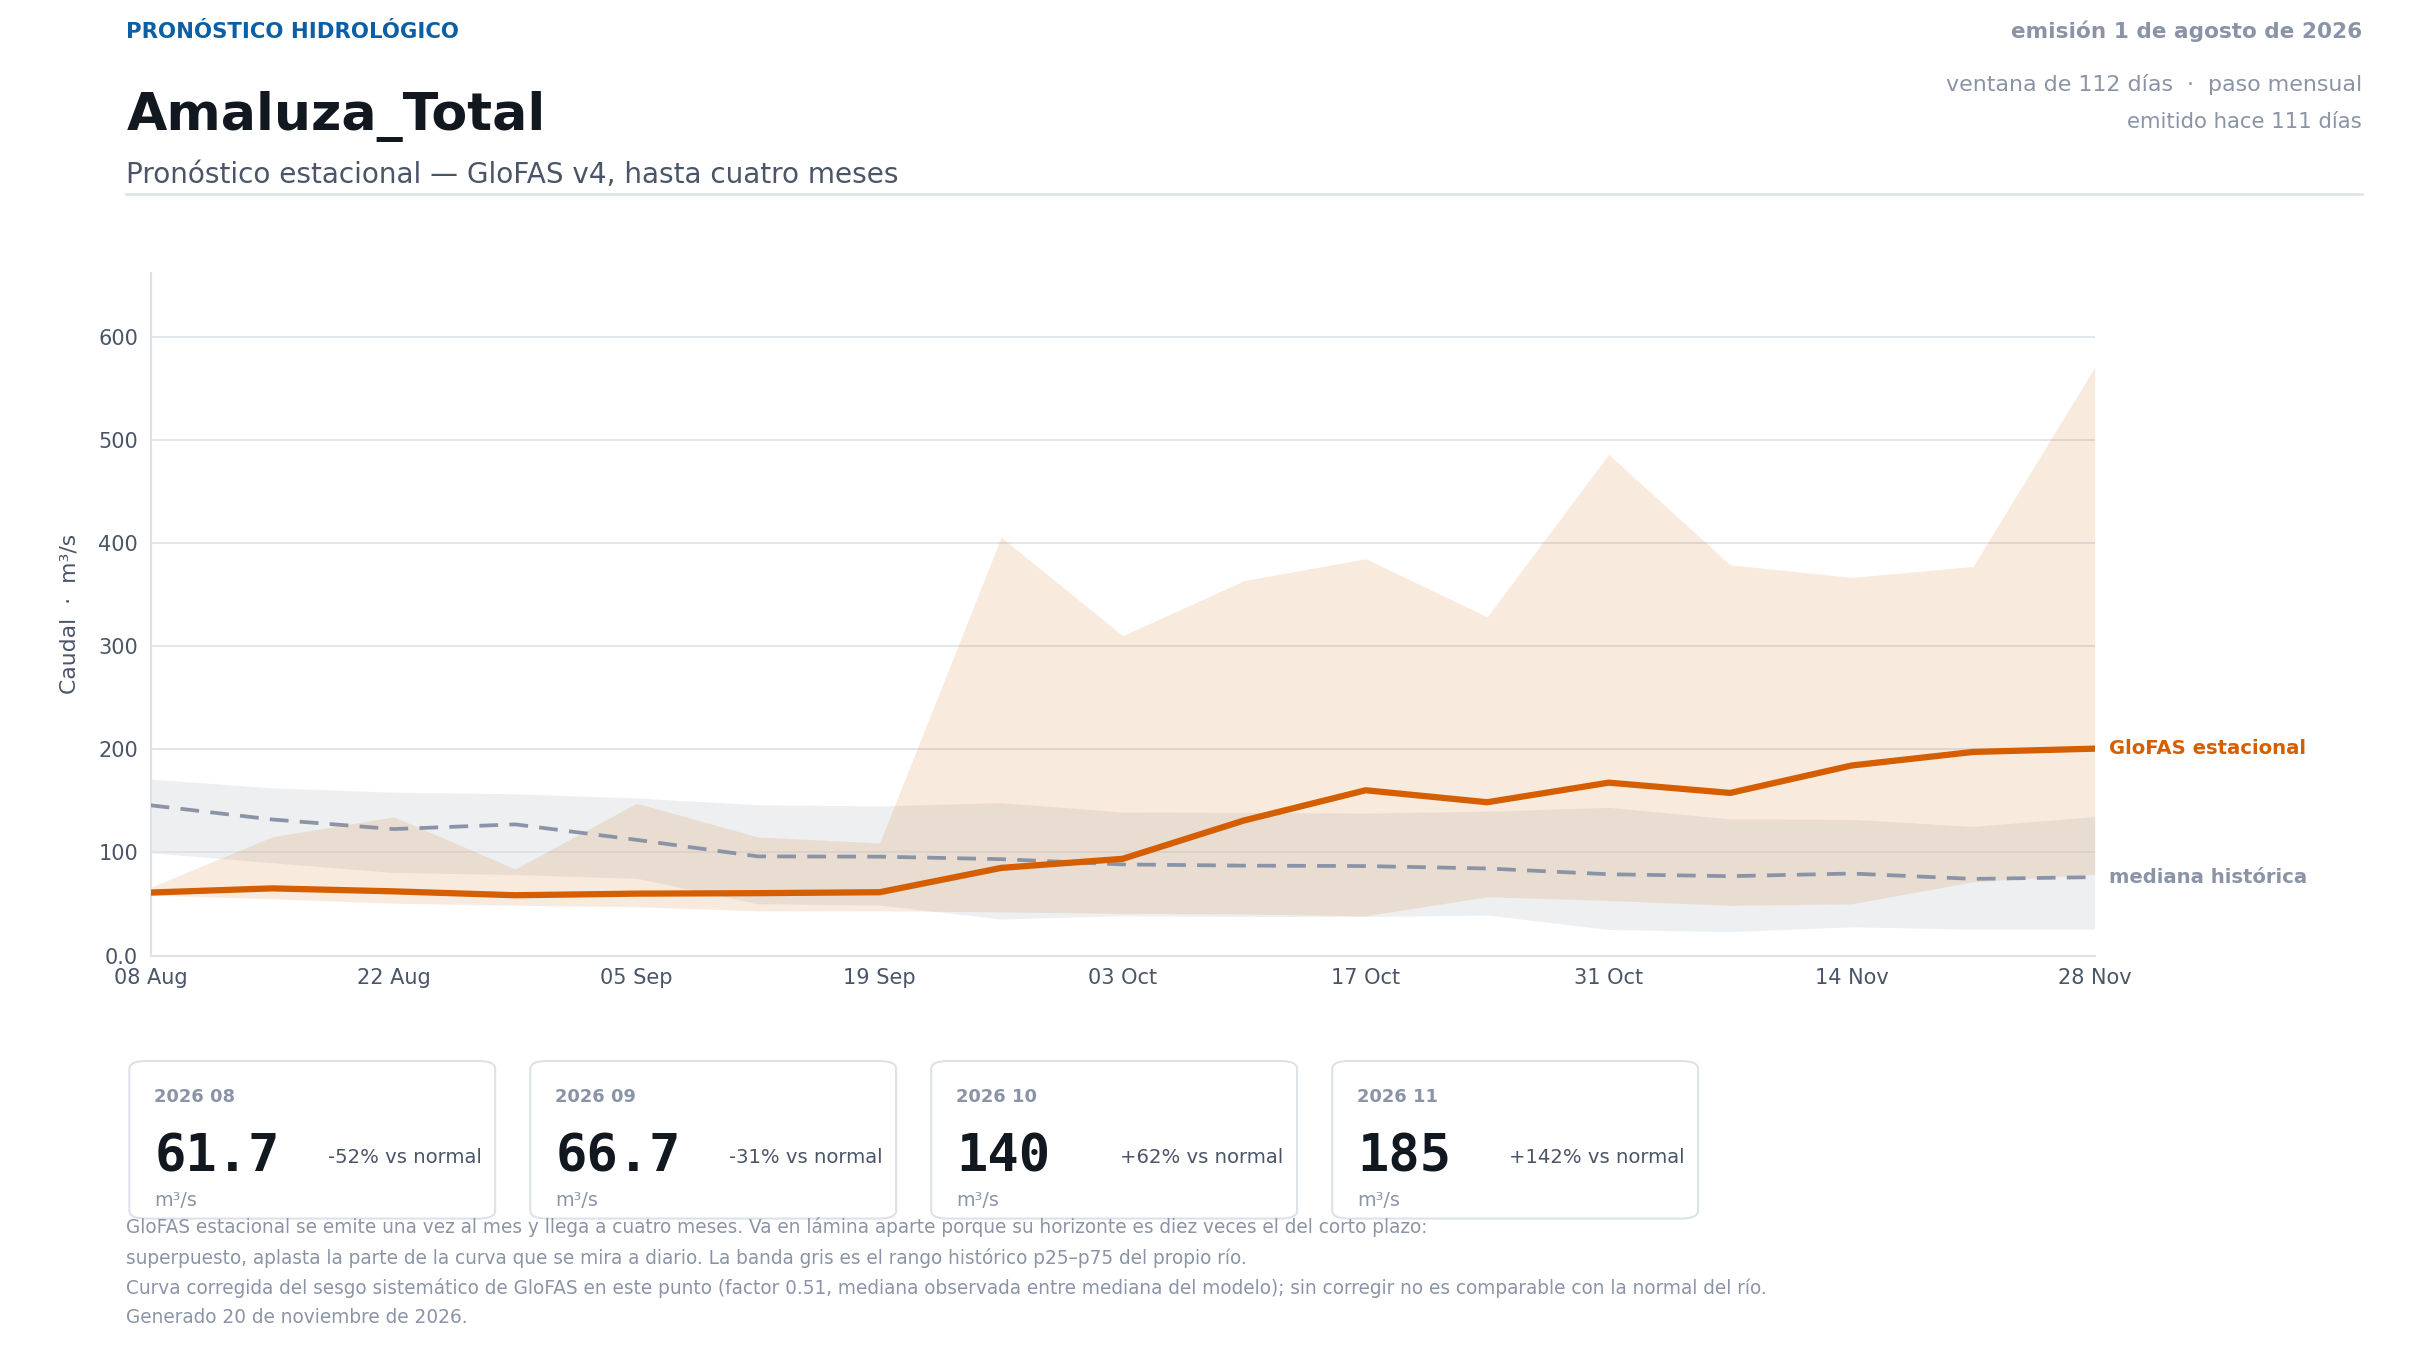 PRONÓSTICO HIDROLÓGICO
emisión 1 de agosto de 2026
Amaluza_Total
ventana de 112 días · paso mensual
emitido hace 111 días
Pronóstico estacional — GloFAS v4, hasta cuatro meses
Caudal · m³/s
600
500
400
300
200
100
0.0
GloFAS estacional
mediana histórica
08 Aug
22 Aug
05 Sep
19 Sep
03 Oct
17 Oct
31 Oct
14 Nov
28 Nov
2026 08
61.7
-52% vs normal
m³/s
2026 09
66.7
-31% vs normal
m³/s
2026 10
140
+62% vs normal
m³/s
2026 11
185
+142% vs normal
m³/s
GloFAS estacional se emite una vez al mes y llega a cuatro meses. Va en lámina aparte porque su horizonte es diez veces el del corto plazo:
superpuesto, aplasta la parte de la curva que se mira a diario. La banda gris es el rango histórico p25–p75 del propio río.
Curva corregida del sesgo sistemático de GloFAS en este punto (factor 0.51, mediana observada entre mediana del modelo); sin corregir no es comparable con la normal del río.
Generado 20 de noviembre de 2026.